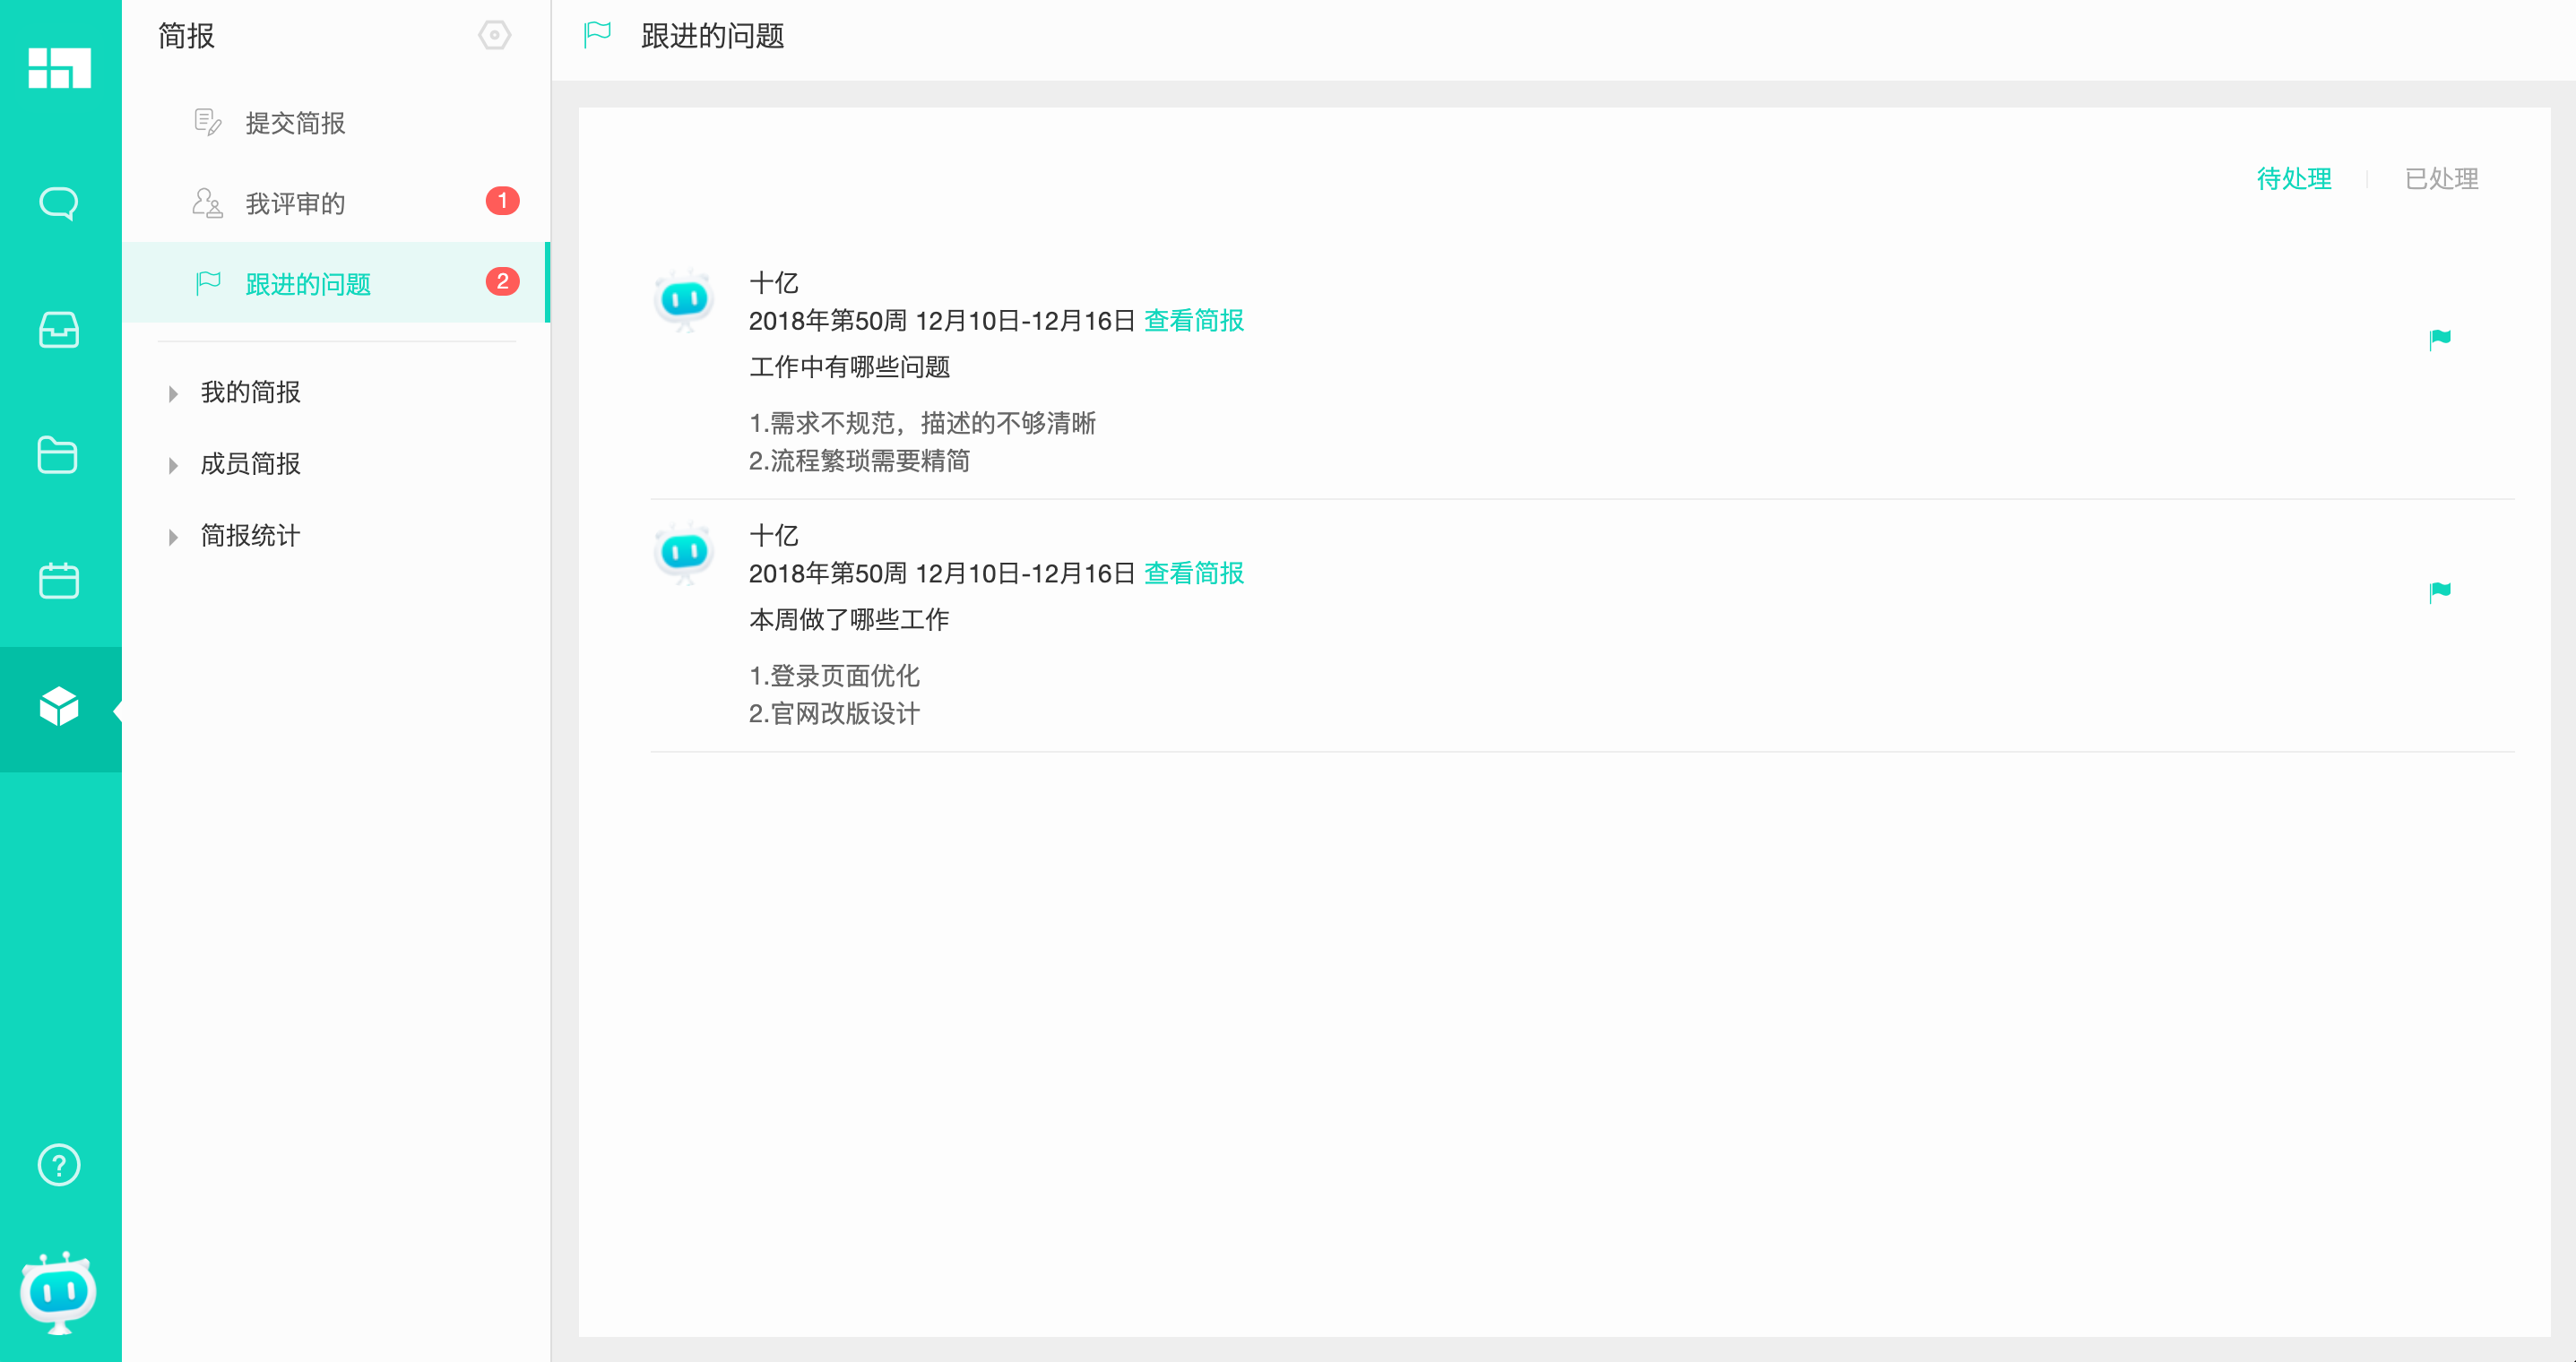 简报
提交简报
我评审的 1
跟进的问题 2
我的简报
成员简报
简报统计
?
跟进的问题
待处理 已处理
十亿
2018年第50周 12月10日-12月16日 查看简报
工作中有哪些问题
1.需求不规范，描述的不够清晰
2.流程繁琐需要精简
十亿
2018年第50周 12月10日-12月16日 查看简报
本周做了哪些工作
1.登录页面优化
2.官网改版设计